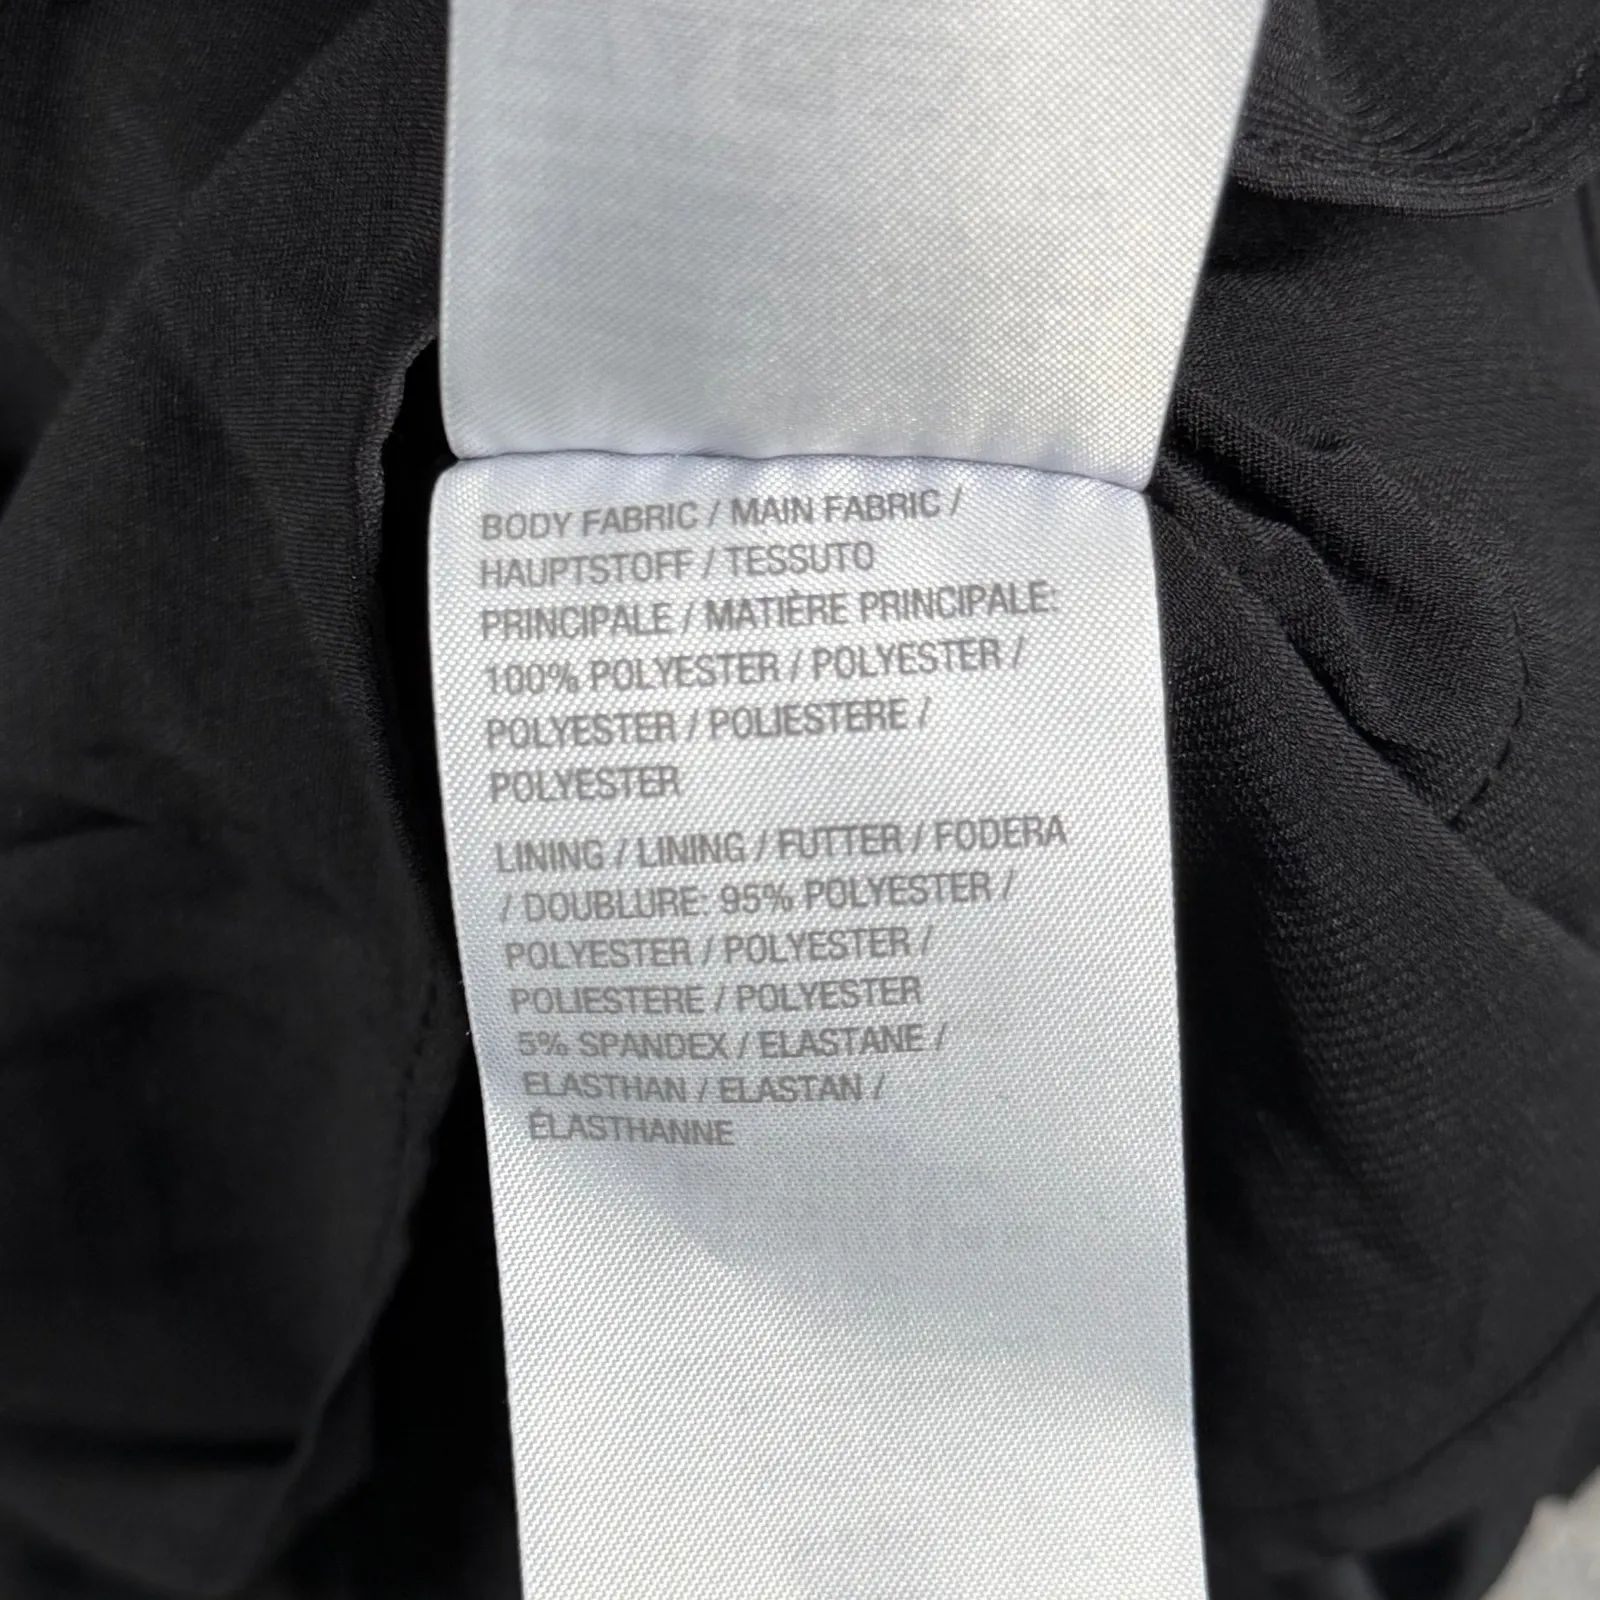 BODY FABRIC / MAIN FABRIC /
HAUPTSTOFF / TESSUTO
PRINCIPALE / MATIÈRE PRINCIPALE:
100% POLYESTER / POLYESTER /
POLYESTER / POLIESTERE /
POLYESTER
LINING / LINING / FUTTER / FODERA
/ DOUBLURE: 95% POLYESTER /
POLYESTER / POLYESTER /
POLIESTERE / POLYESTER
5% SPANDEX / ELASTANE /
ELASTHAN / ELASTAN /
ÉLASTHANNE